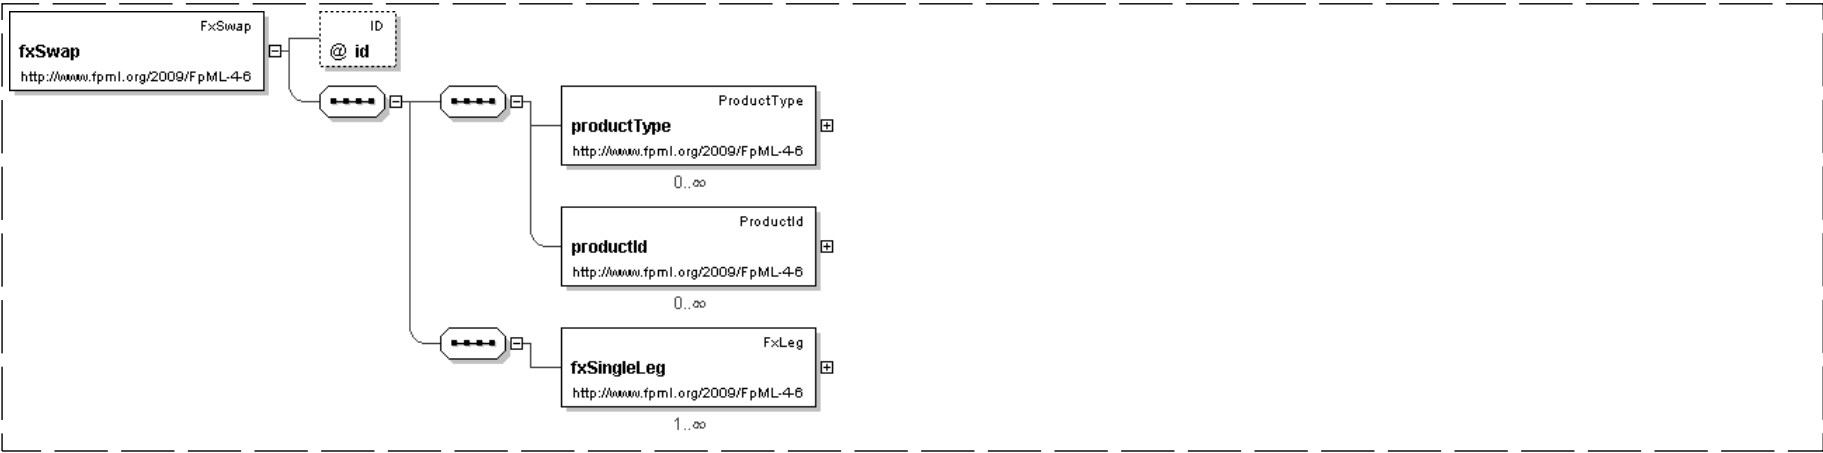 FxSwap
fxSwap
http://www.fpml.org/2009/FpML-4-6
ID
@ id
ProductType
productType
http://www.fpml.org/2009/FpML-4-6
0..∞
ProductId
productId
http://www.fpml.org/2009/FpML-4-6
0..∞
FxLeg
fxSingleLeg
http://www.fpml.org/2009/FpML-4-6
1..∞